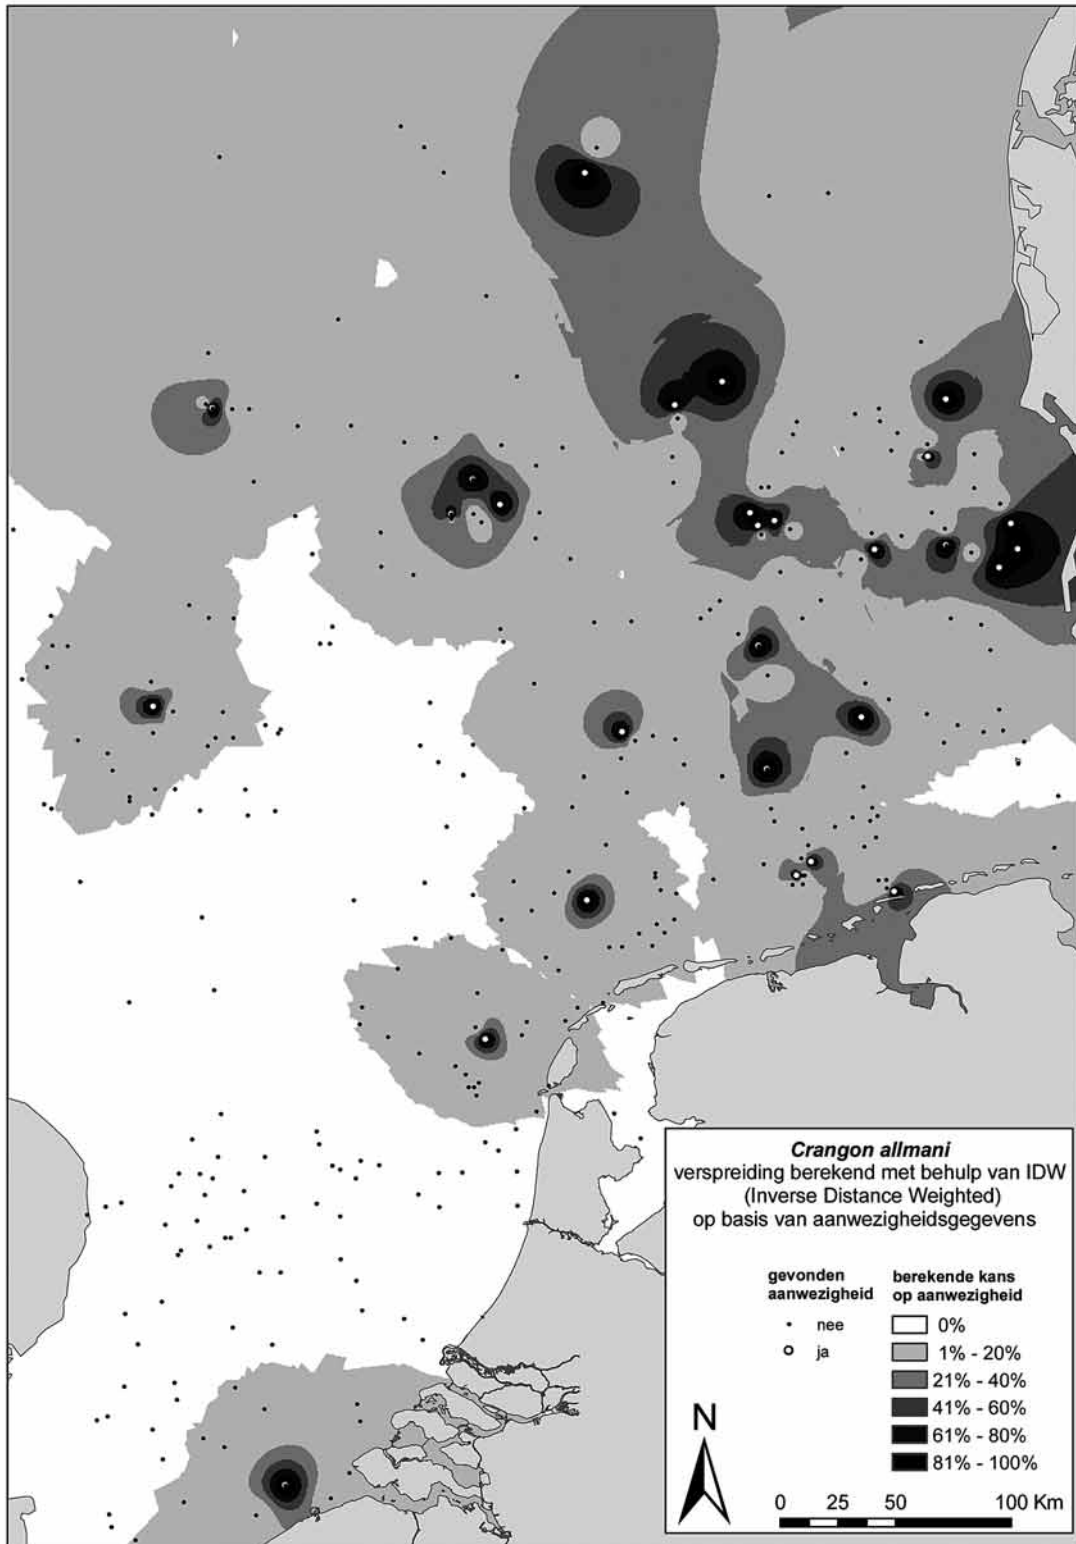 Crangon allmani
verspreiding berekend met behulp van IDW
(Inverse Distance Weighted)
op basis van aanwezigheidsgegevens
gevonden
aanwezigheid
nee
ja
berekende kans
op aanwezigheid
0%
1% - 20%
21% - 40%
41% - 60%
61% - 80%
81% - 100%
N
0 25 50 100 Km